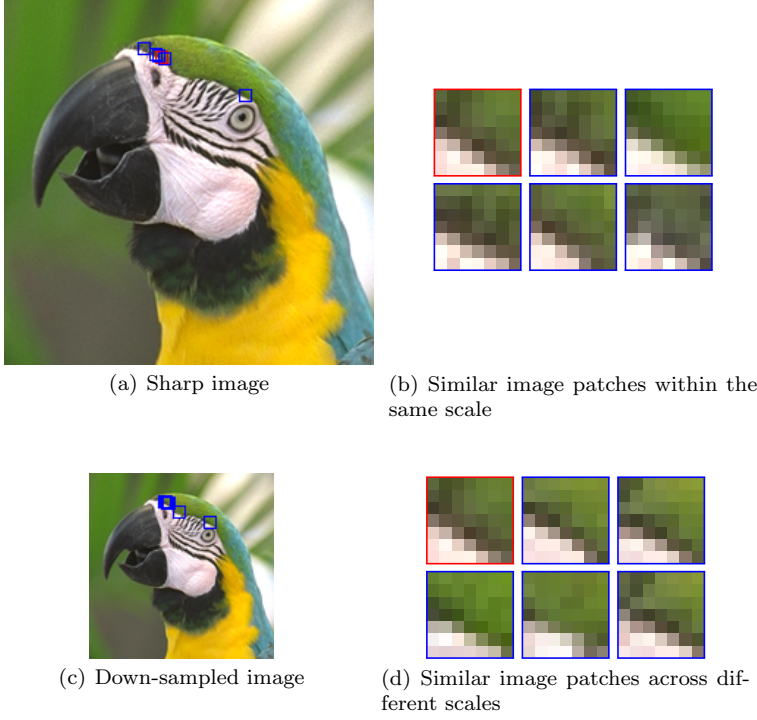 (a) Sharp image
(b) Similar image patches within the
same scale
(c) Down-sampled image
(d) Similar image patches across dif-
ferent scales